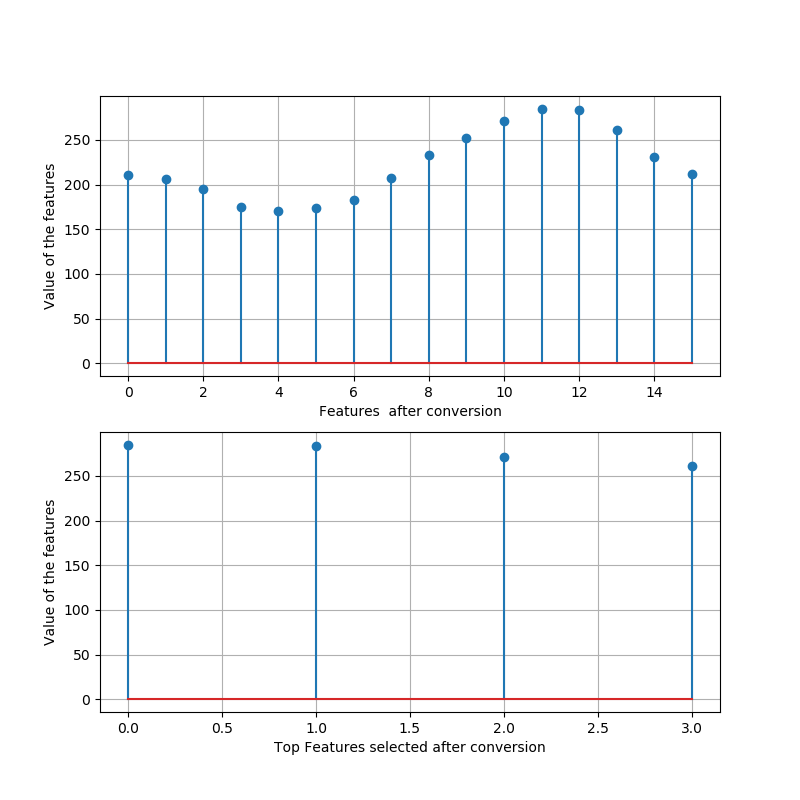 250
200
150
100
50
0
Value of the features
0 2 4 6 8 10 12 14
Features  after conversion
250
200
150
100
50
0
Value of the features
0.0 0.5 1.0 1.5 2.0 2.5 3.0
Top Features selected after conversion